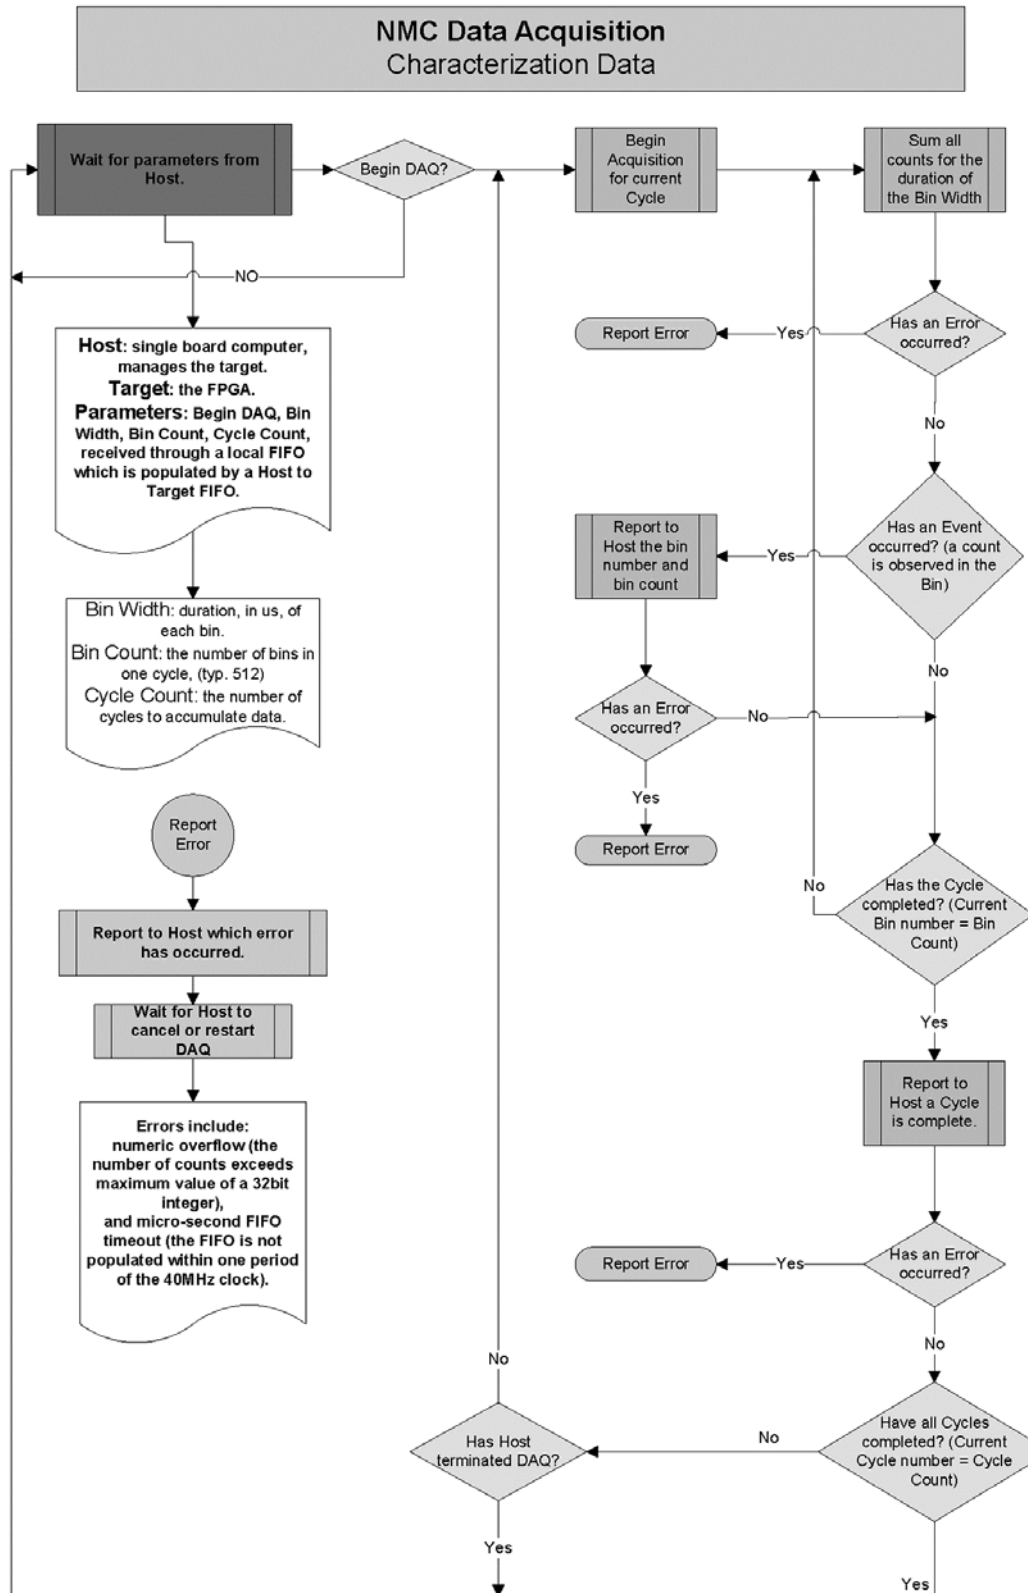 NMC Data Acquisition
Characterization Data
Wait for parameters from
Host.
Begin DAQ?
Begin
Acquisition
for current
Cycle
Sum all
counts for the
duration of
the Bin Width
NO
Host: single board computer,
manages the target.
Target: the FPGA.
Parameters: Begin DAQ, Bin
Width, Bin Count, Cycle Count,
received through a local FIFO
which is populated by a Host to
Target FIFO.
Report Error
Yes
Has an Error
occurred?
No
Report to
Host the bin
number and
bin count
Yes
Has an Event
occurred? (a count
is observed in the
Bin)
No
Bin Width: duration, in us, of
each bin.
Bin Count: the number of bins in
one cycle, (typ. 512)
Cycle Count: the number of
cycles to accumulate data.
Has an Error
occurred?
No
Yes
Report Error
Report
Error
Report to Host which error
has occurred.
Wait for Host to
cancel or restart
DAQ
Errors include:
numeric overflow (the
number of counts exceeds
maximum value of a 32bit
integer),
and micro-second FIFO
timeout (the FIFO is not
populated within one period
of the 40MHz clock).
No
Has the Cycle
completed? (Current
Bin number = Bin
Count)
Yes
Report to
Host a Cycle
is complete.
Report Error
Yes
Has an Error
occurred?
No
No
Has Host
terminated DAQ?
No
Have all Cycles
completed? (Current
Cycle number = Cycle
Count)
Yes
Yes